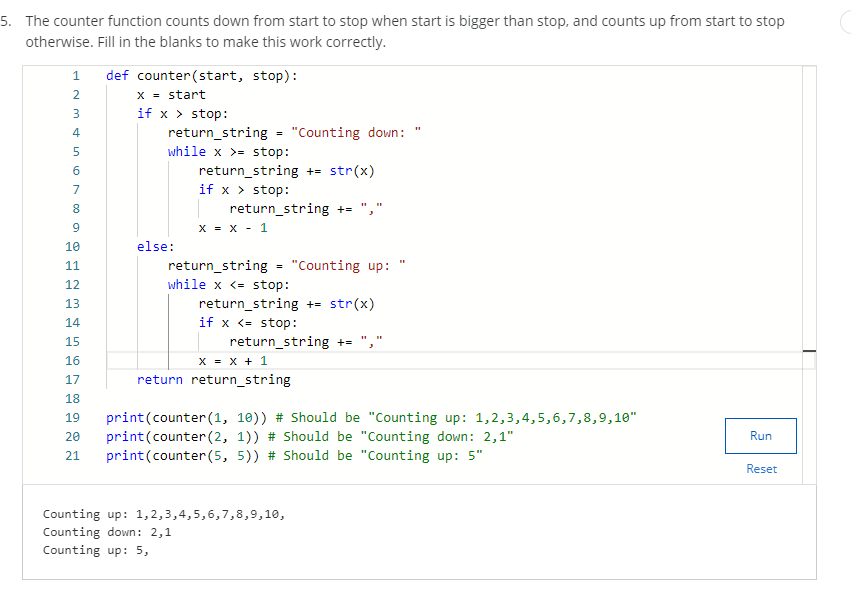 5. The counter function counts down from start to stop when start is bigger than stop, and counts up from start to stop
otherwise. Fill in the blanks to make this work correctly.
1 def counter(start, stop):
2     x = start
3     if x > stop:
4         return_string = "Counting down: "
5         while x >= stop:
6             return_string += str(x)
7             if x > stop:
8                 return_string += ","
9             x = x - 1
10     else:
11         return_string = "Counting up: "
12         while x <= stop:
13             return_string += str(x)
14             if x <= stop:
15                 return_string += ","
16             x = x + 1
17     return return_string
18
19 print(counter(1, 10)) # Should be "Counting up: 1,2,3,4,5,6,7,8,9,10"
20 print(counter(2, 1)) # Should be "Counting down: 2,1"
21 print(counter(5, 5)) # Should be "Counting up: 5"
Run
Reset
Counting up: 1,2,3,4,5,6,7,8,9,10,
Counting down: 2,1
Counting up: 5,